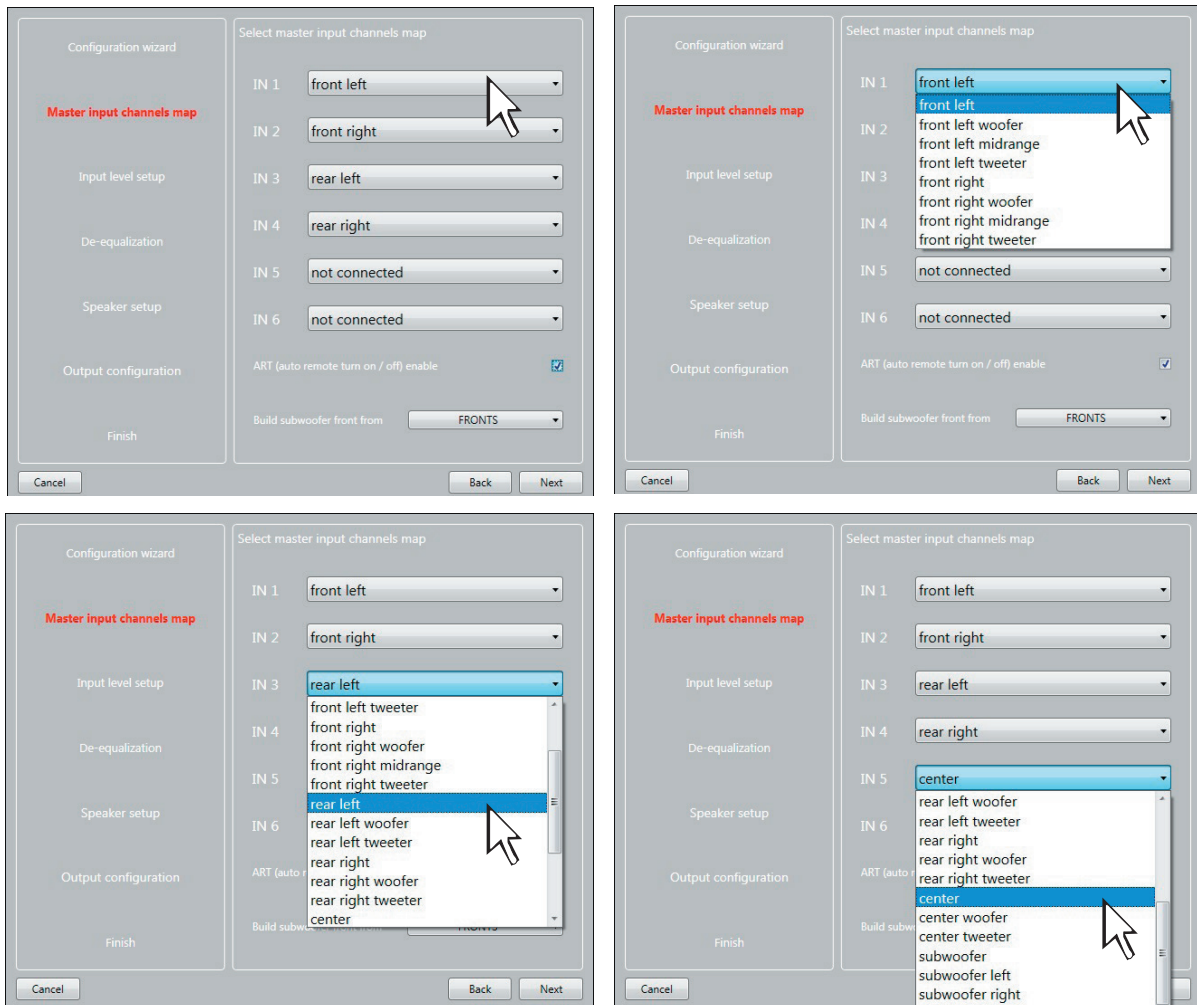 Configuration wizard
Master input channels map
Input level setup
De-equalization
Speaker setup
Output configuration
Finish
Select master input channels map
IN 1 front left
IN 2 front right
IN 3 rear left
IN 4 rear right
IN 5 not connected
IN 6 not connected
ART (auto remote turn on / off) enable
Build subwoofer front from FRONTS
Cancel Back Next
Configuration wizard
Master input channels map
Input level setup
De-equalization
Speaker setup
Output configuration
Finish
Select master input channels map
IN 1 front left
front left
IN 2 front left woofer
front left midrange
front left tweeter
IN 3 front right
front right woofer
IN 4 front right midrange
front right tweeter
IN 5 not connected
IN 6 not connected
ART (auto remote turn on / off) enable
Build subwoofer front from FRONTS
Cancel Back Next
Configuration wizard
Master input channels map
Input level setup
De-equalization
Speaker setup
Output configuration
Finish
Select master input channels map
IN 1 front left
IN 2 front right
IN 3 rear left
front left tweeter
IN 4 front right
front right woofer
front right midrange
IN 5 front right tweeter
rear left
IN 6 rear left woofer
rear left tweeter
rear right
ART (auto rear right woofer
rear right tweeter
center
Build
Cancel Back Next
Configuration wizard
Master input channels map
Input level setup
De-equalization
Speaker setup
Output configuration
Finish
Select master input channels map
IN 1 front left
IN 2 front right
IN 3 rear left
IN 4 rear right
IN 5 center
rear left woofer
IN 6 rear left tweeter
rear right
rear right woofer
ART (auto rear right tweeter
center
center woofer
Build center tweeter
subwoofer
subwoofer left
subwoofer right
Cancel